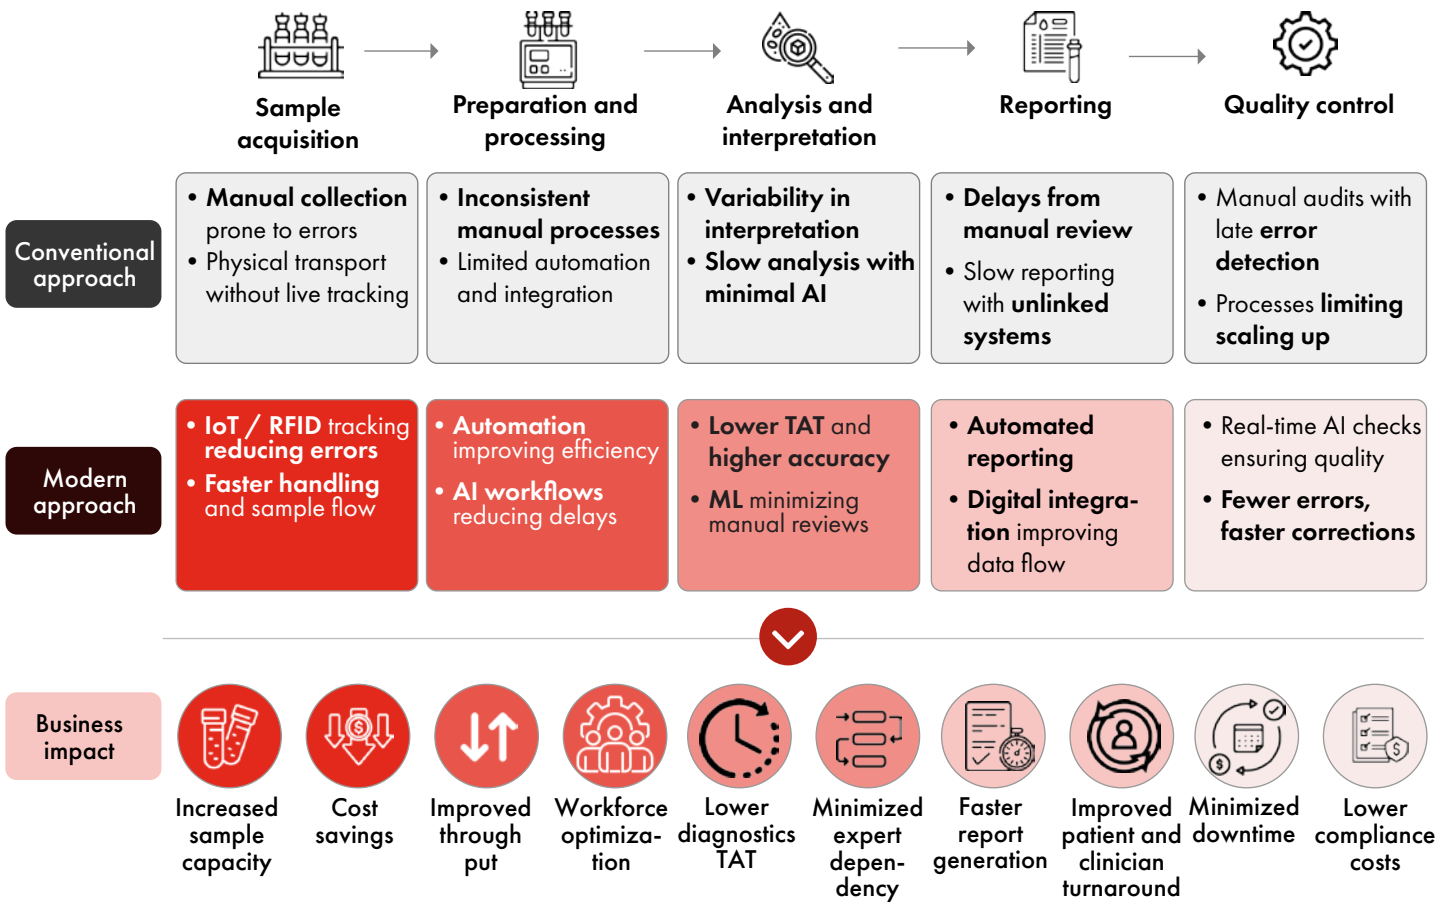 Sample
acquisition
Preparation and
processing
Analysis and
interpretation
Reporting
Quality control
Conventional
approach
• Manual collection
prone to errors
• Physical transport
without live tracking
• Inconsistent
manual processes
• Limited automation
and integration
• Variability in
interpretation
• Slow analysis with
minimal AI
• Delays from
manual review
• Slow reporting
with unlinked
systems
• Manual audits with
late error
detection
• Processes limiting
scaling up
Modern
approach
• IoT / RFID tracking
reducing errors
• Faster handling
and sample flow
• Automation
improving efficiency
• AI workflows
reducing delays
• Lower TAT and
higher accuracy
• ML minimizing
manual reviews
• Automated
reporting
• Digital integra-
tion improving
data flow
• Real-time AI checks
ensuring quality
• Fewer errors,
faster corrections
Business
impact
Increased
sample
capacity
Cost
savings
Improved
through
put
Workforce
optimiza-
tion
Lower
diagnostics
TAT
Minimized
expert
depen-
dency
Faster
report
generation
Improved
patient and
clinician
turnaround
Minimized
downtime
Lower
compliance
costs